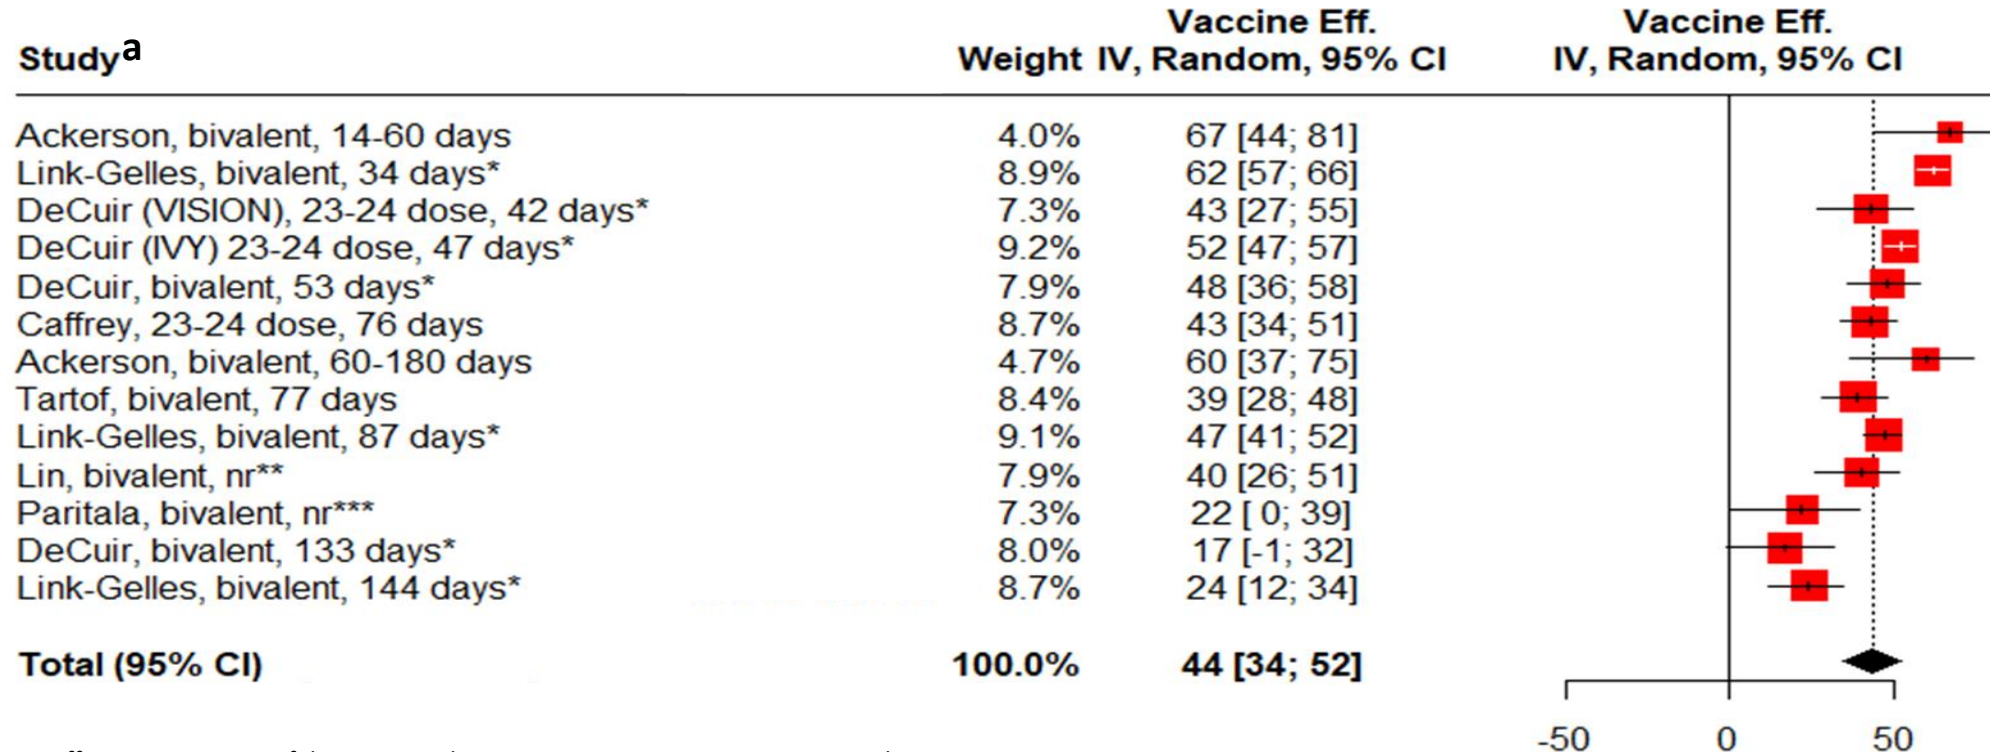 Vaccine Eff. Vaccine Eff.
Study a Weight IV, Random, 95% CI IV, Random, 95% CI
Ackerson, bivalent, 14-60 days 4.0% 67 [44; 81]
Link-Gelles, bivalent, 34 days* 8.9% 62 [57; 66]
DeCuir (VISION), 23-24 dose, 42 days* 7.3% 43 [27; 55]
DeCuir (IVY) 23-24 dose, 47 days* 9.2% 52 [47; 57]
DeCuir, bivalent, 53 days* 7.9% 48 [36; 58]
Caffrey, 23-24 dose, 76 days 8.7% 43 [34; 51]
Ackerson, bivalent, 60-180 days 4.7% 60 [37; 75]
Tartof, bivalent, 77 days 8.4% 39 [28; 48]
Link-Gelles, bivalent, 87 days* 9.1% 47 [41; 52]
Lin, bivalent, nr** 7.9% 40 [26; 51]
Paritala, bivalent, nr*** 7.3% 22 [ 0; 39]
DeCuir, bivalent, 133 days* 8.0% 17 [-1; 32]
Link-Gelles, bivalent, 144 days* 8.7% 24 [12; 34]
Total (95% CI) 100.0% 44 [34; 52]
-50 0 50